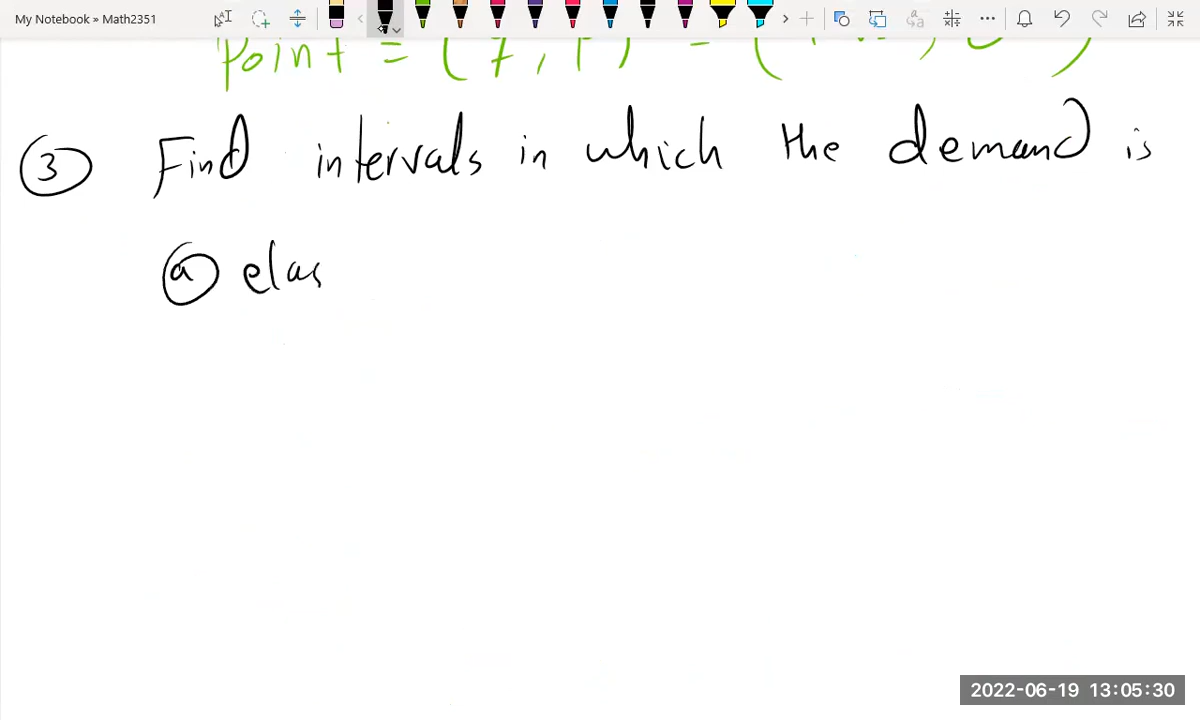 My Notebook » Math2351
Point = (q, p) = (
③ Find intervals in which the demand is
ⓐ elas
2022-06-19 13:05:30